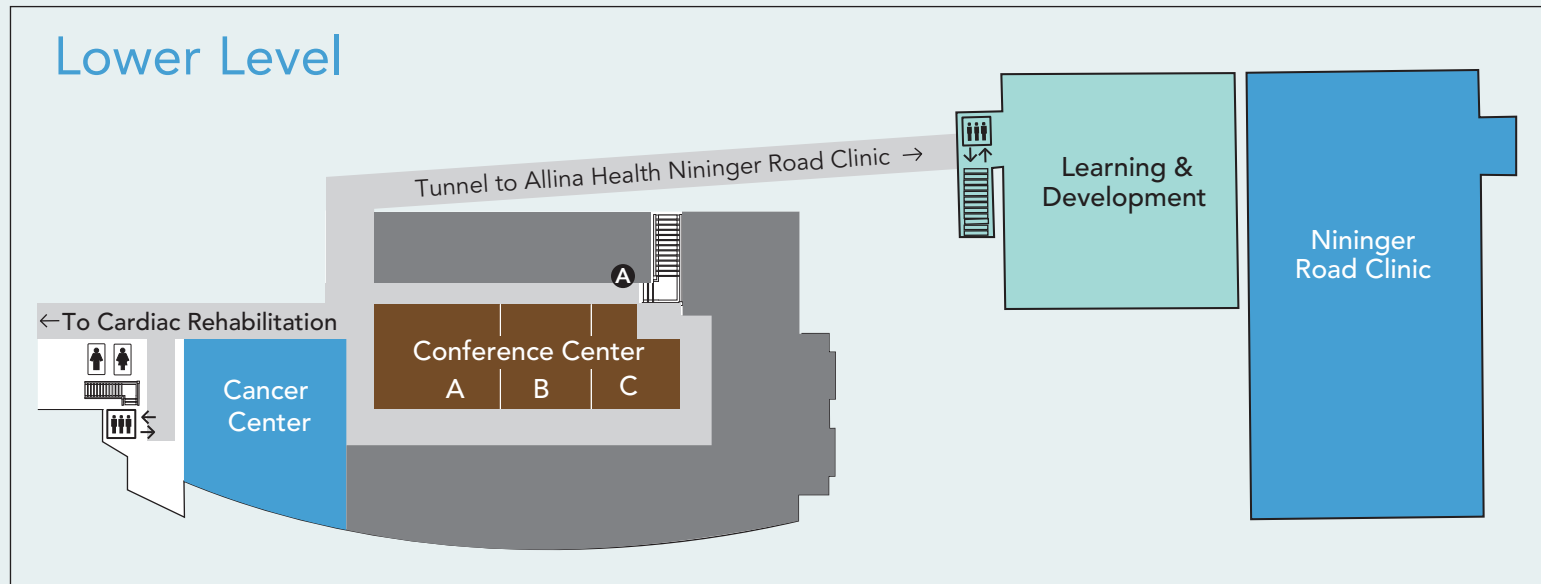 Lower Level
Tunnel to Allina Health Nininger Road Clinic →
Learning &
Development
Nininger
Road Clinic
A
←To Cardiac Rehabilitation
Conference Center
A B C
Cancer
Center